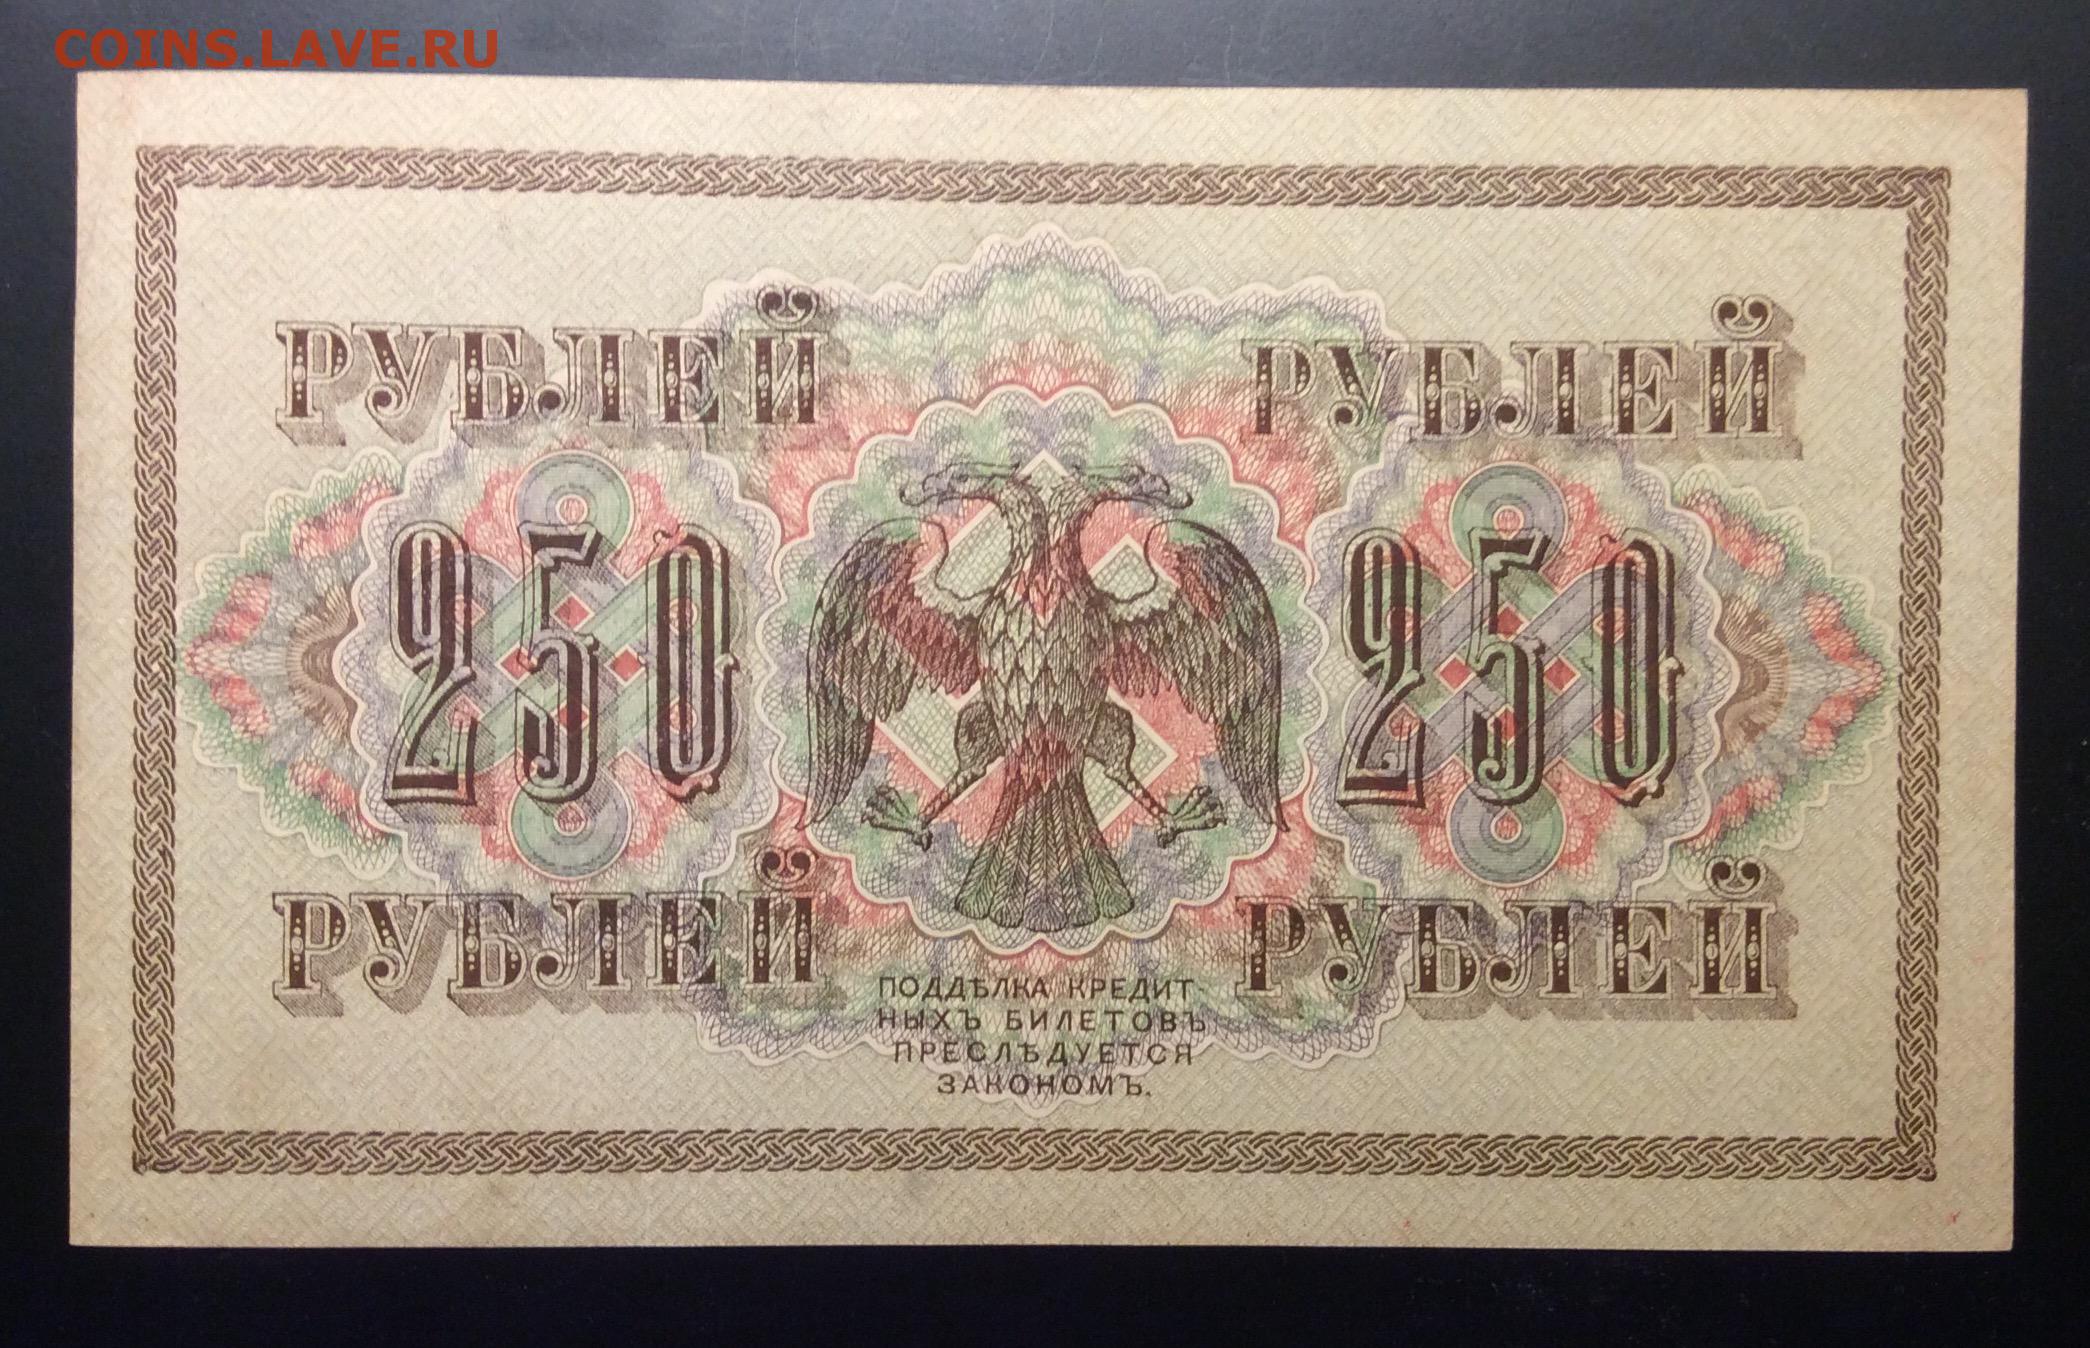 COINS.LAVE.RU
РУБЛЕЙ РУБЛЕЙ
250 250
РУБЛЕЙ РУБЛЕЙ
ПОДДѢЛКА КРЕДИТ
НЫХЪ БИЛЕТОВЪ
ПРЕСЛѢДУЕТСЯ
ЗАКОНОМЪ.